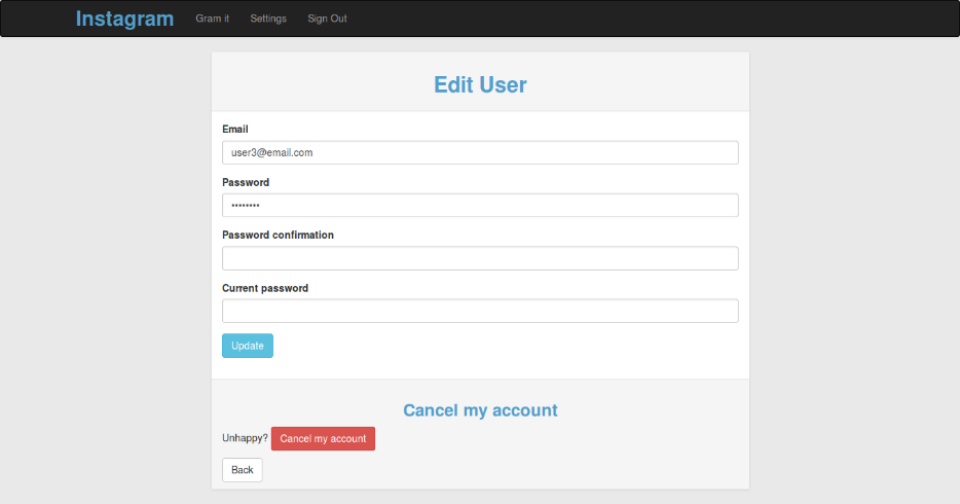 Instagram Gram it Settings Sign Out
Edit User
Email
user3@email.com
Password
••••••••
Password confirmation
Current password
Update
Cancel my account
Unhappy? Cancel my account
Back